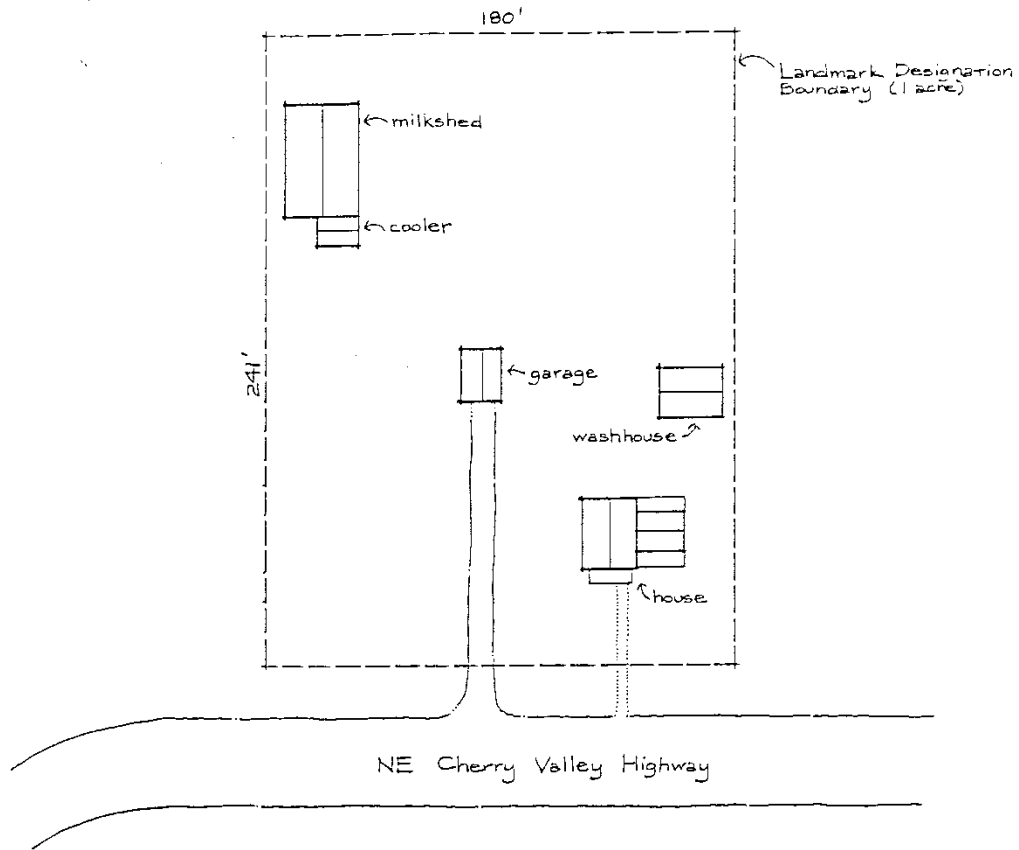 180'
Landmark Designation
Boundary (1 acre)
milkshed
cooler
241'
garage
washhouse
house
NE Cherry Valley Highway